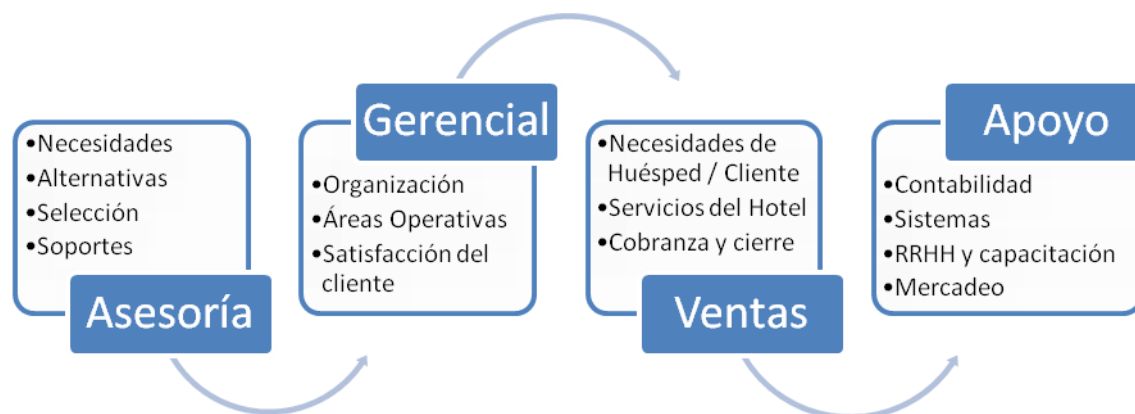 •Necesidades
•Alternativas
•Selección
•Soportes
Asesoría
Gerencial
•Organización
•Áreas Operativas
•Satisfacción del
cliente
•Necesidades de
Huésped / Cliente
•Servicios del Hotel
•Cobranza y cierre
Ventas
Apoyo
•Contabilidad
•Sistemas
•RRHH y capacitación
•Mercadeo